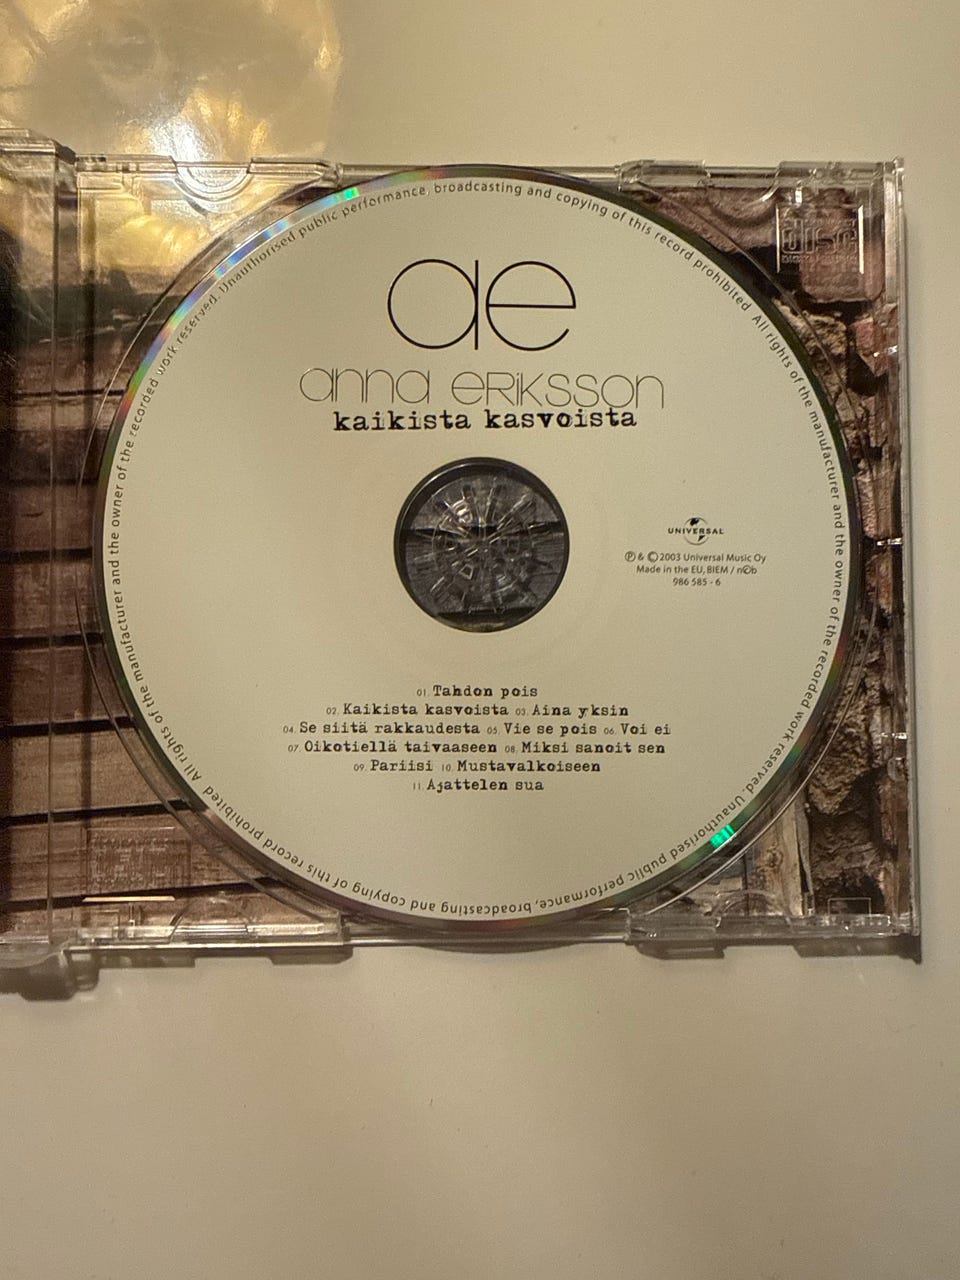 All rights of the manufacturer and the owner of the recorded work reserved. Unauthorised public performance, broadcasting and copying of this record prohibited
All rights of the manufacturer and the owner of the recorded work reserved. Unauthorised public performance, broadcasting and copying of this record prohibited
ae
anna eriksson
kaikista kasvoista
UNIVERSAL
℗ & © 2003 Universal Music Oy
Made in the EU, BIEM / n©b
986 585 - 6
01. Tahdon pois
02. Kaikista kasvoista 03. Aina yksin
04. Se siitä rakkaudesta 05. Vie se pois 06. Voi ei
07. Oikotiellä taivaaseen 08. Miksi sanoit sen
09. Pariisi 10. Mustavalkoiseen
11. Ajattelen sua
disc